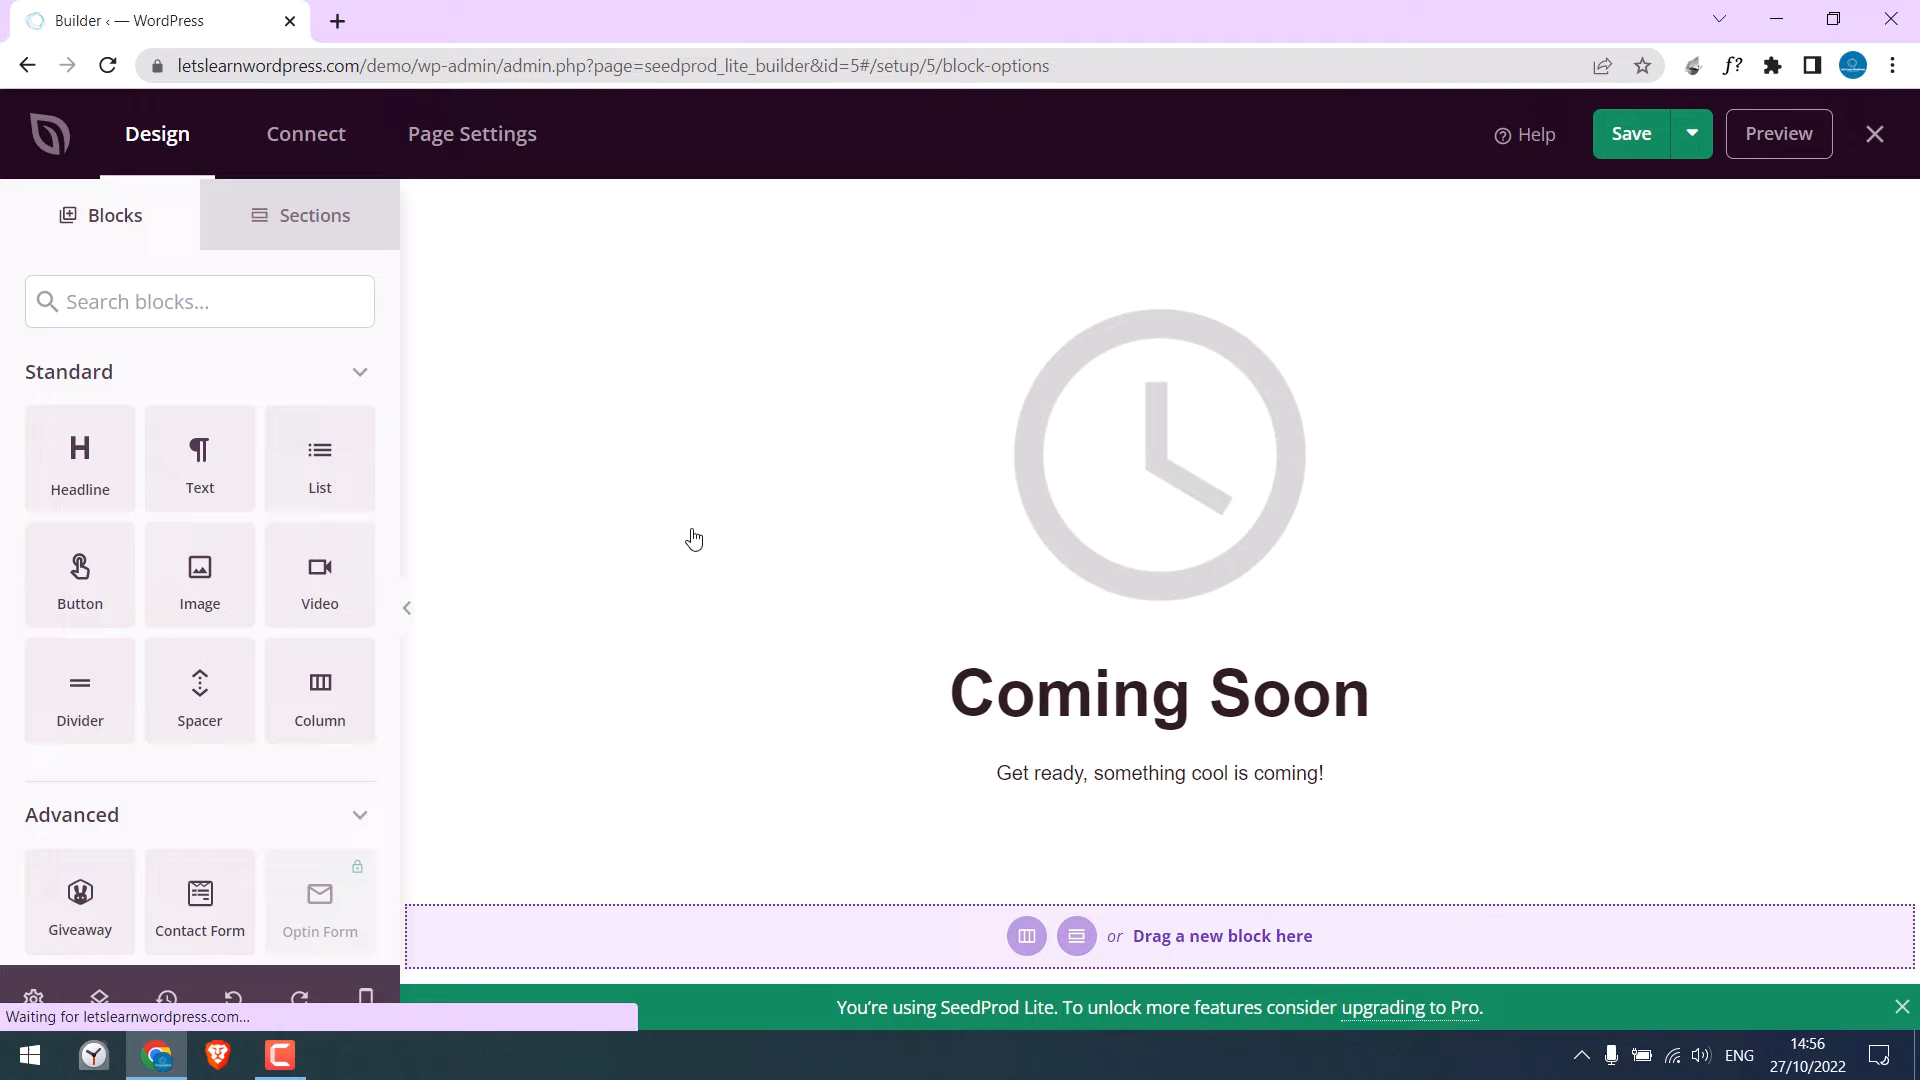 Builder ‹ — WordPress
letslearnwordpress.com/demo/wp-admin/admin.php?page=seedprod_lite_builder&id=5#/setup/5/block-options
f?
Design
Connect
Page Settings
Help
Save
Preview
Blocks
Sections
Search blocks...
Standard
Headline
Text
List
Button
Image
Video
Divider
Spacer
Column
Advanced
Giveaway
Contact Form
Optin Form
Coming Soon
Get ready, something cool is coming!
or Drag a new block here
You're using SeedProd Lite. To unlock more features consider upgrading to Pro.
Waiting for letslearnwordpress.com...
ENG
14:56
27/10/2022